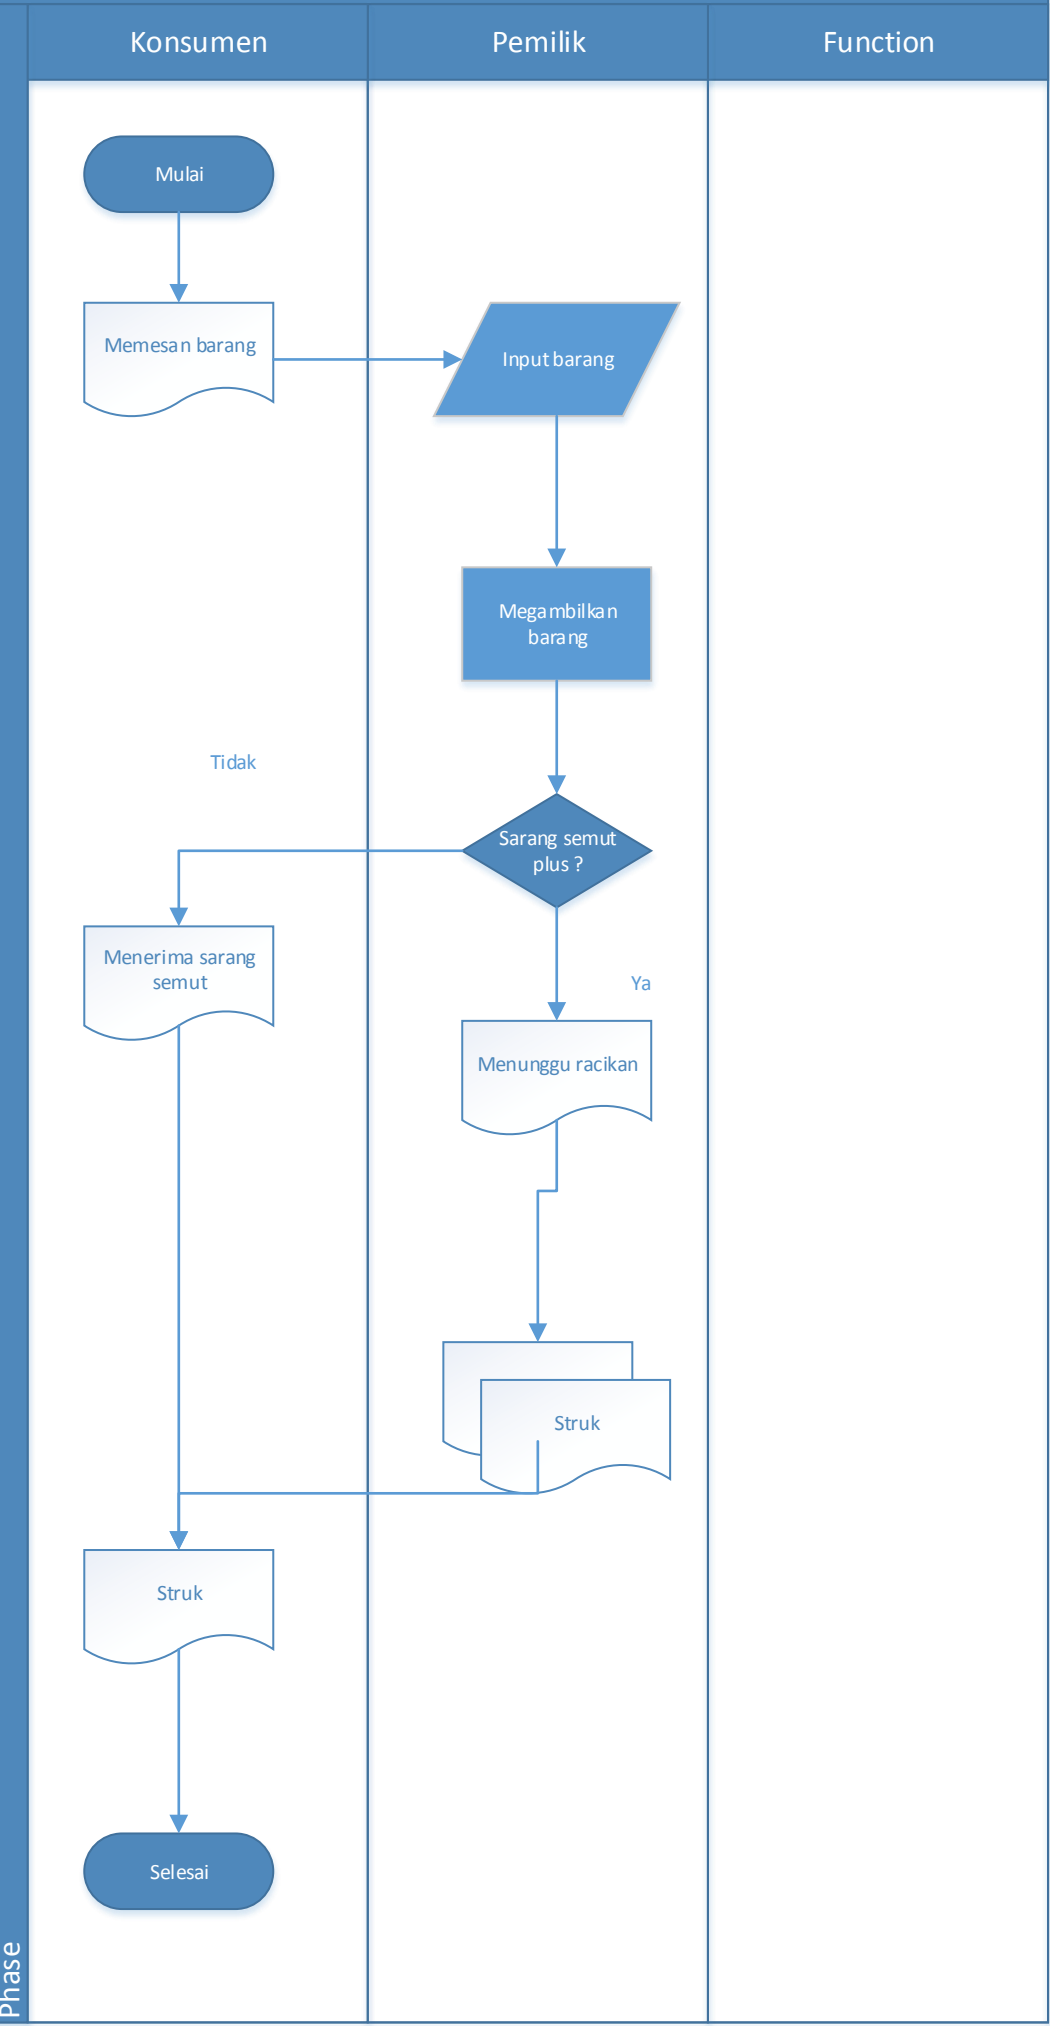 Konsumen
Pemilik
Function
Mulai
Memesan barang
Input barang
Megambilkan
barang
Tidak
Sarang semut
plus ?
Menerima sarang
semut
Ya
Menunggu racikan
Struk
Struk
Selesai
Phase